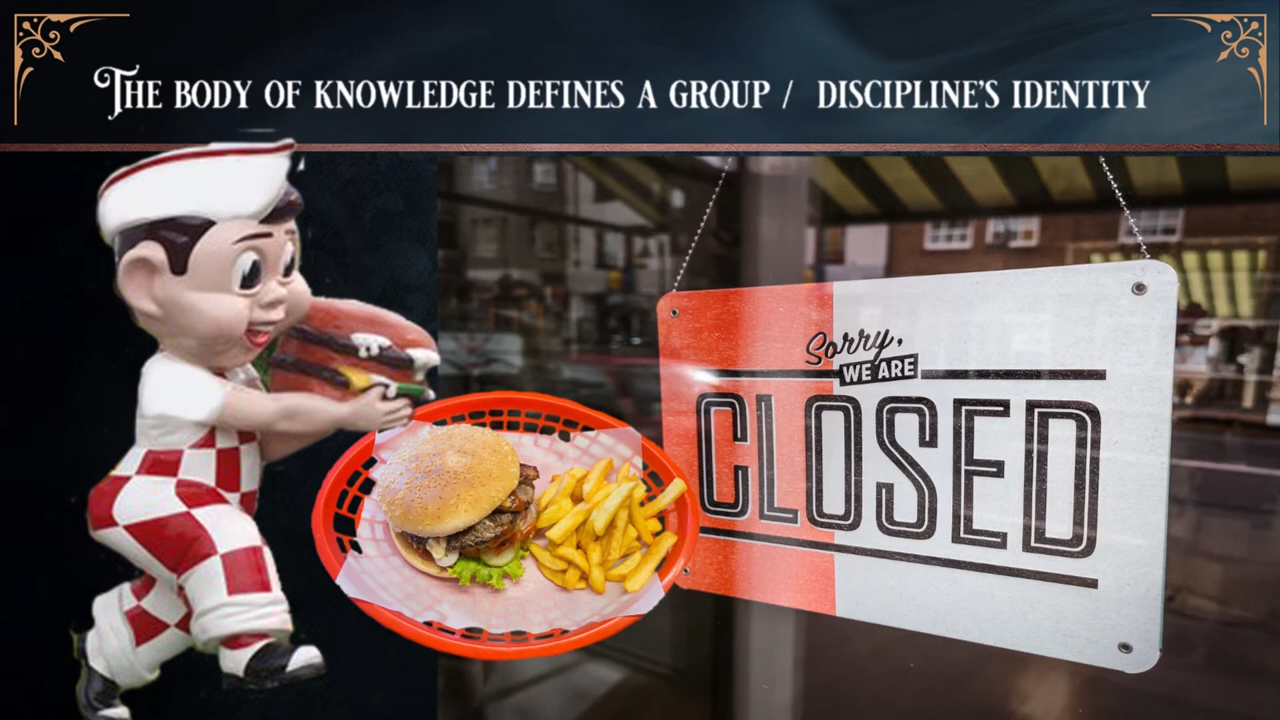 The body of knowledge defines a group / discipline's identity
Sorry,
WE ARE
CLOSED